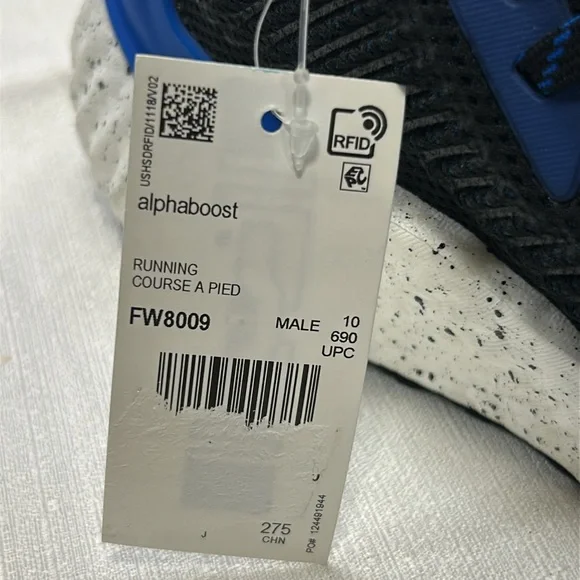 USHSDRFID/1118/V02
RFID
alphaboost
RUNNING
COURSE A PIED
FW8009
MALE 10
690
UPC
J
J 275
CHN
PO# 124491944